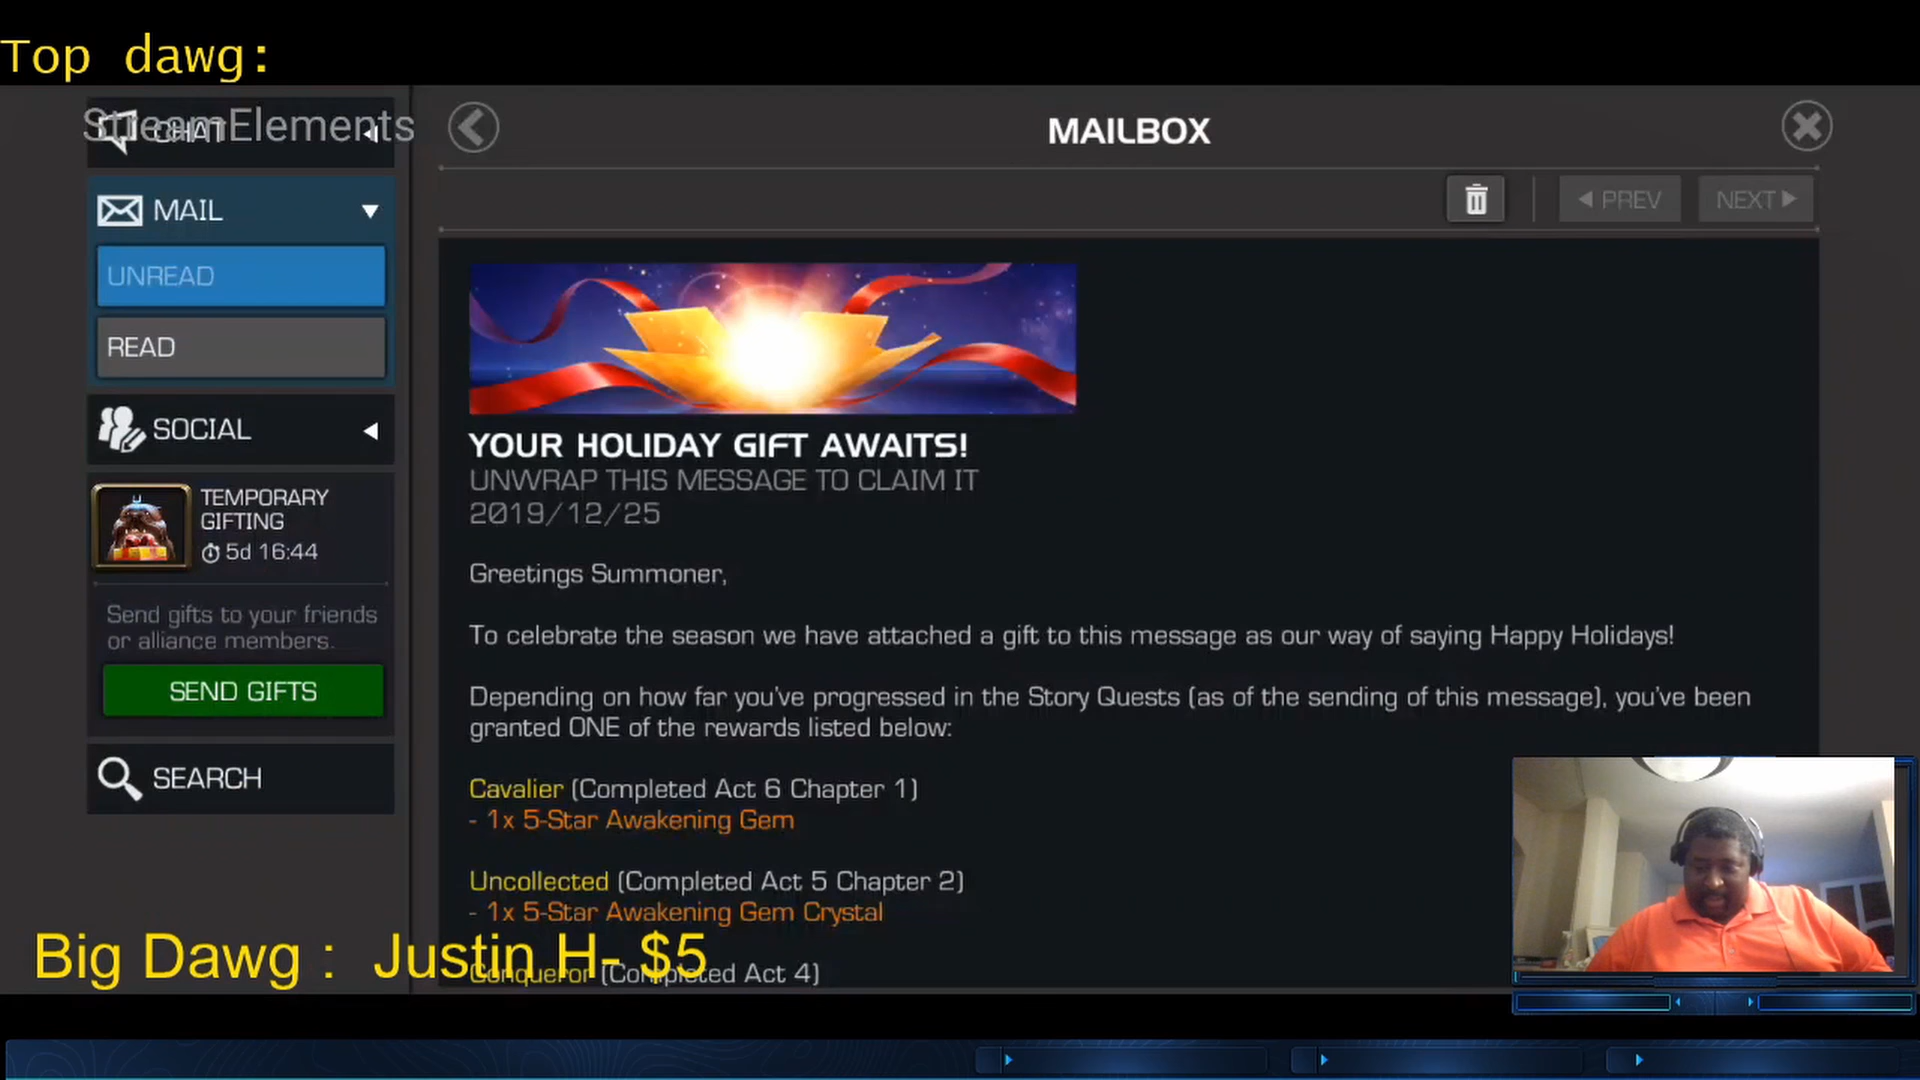 Top dawg:
StreamElements
CHAT
MAILBOX
MAIL
PREV
NEXT
UNREAD
READ
SOCIAL
TEMPORARY
GIFTING
5d 16:44
Send gifts to your friends
or alliance members.
SEND GIFTS
SEARCH
YOUR HOLIDAY GIFT AWAITS!
UNWRAP THIS MESSAGE TO CLAIM IT
2019/12/25
Greetings Summoner,
To celebrate the season we have attached a gift to this message as our way of saying Happy Holidays!
Depending on how far you've progressed in the Story Quests (as of the sending of this message), you've been
granted ONE of the rewards listed below:
Cavalier (Completed Act 6 Chapter 1)
- 1x 5-Star Awakening Gem
Uncollected (Completed Act 5 Chapter 2)
- 1x 5-Star Awakening Gem Crystal
Conqueror (Completed Act 4)
Big Dawg : Justin H- $5